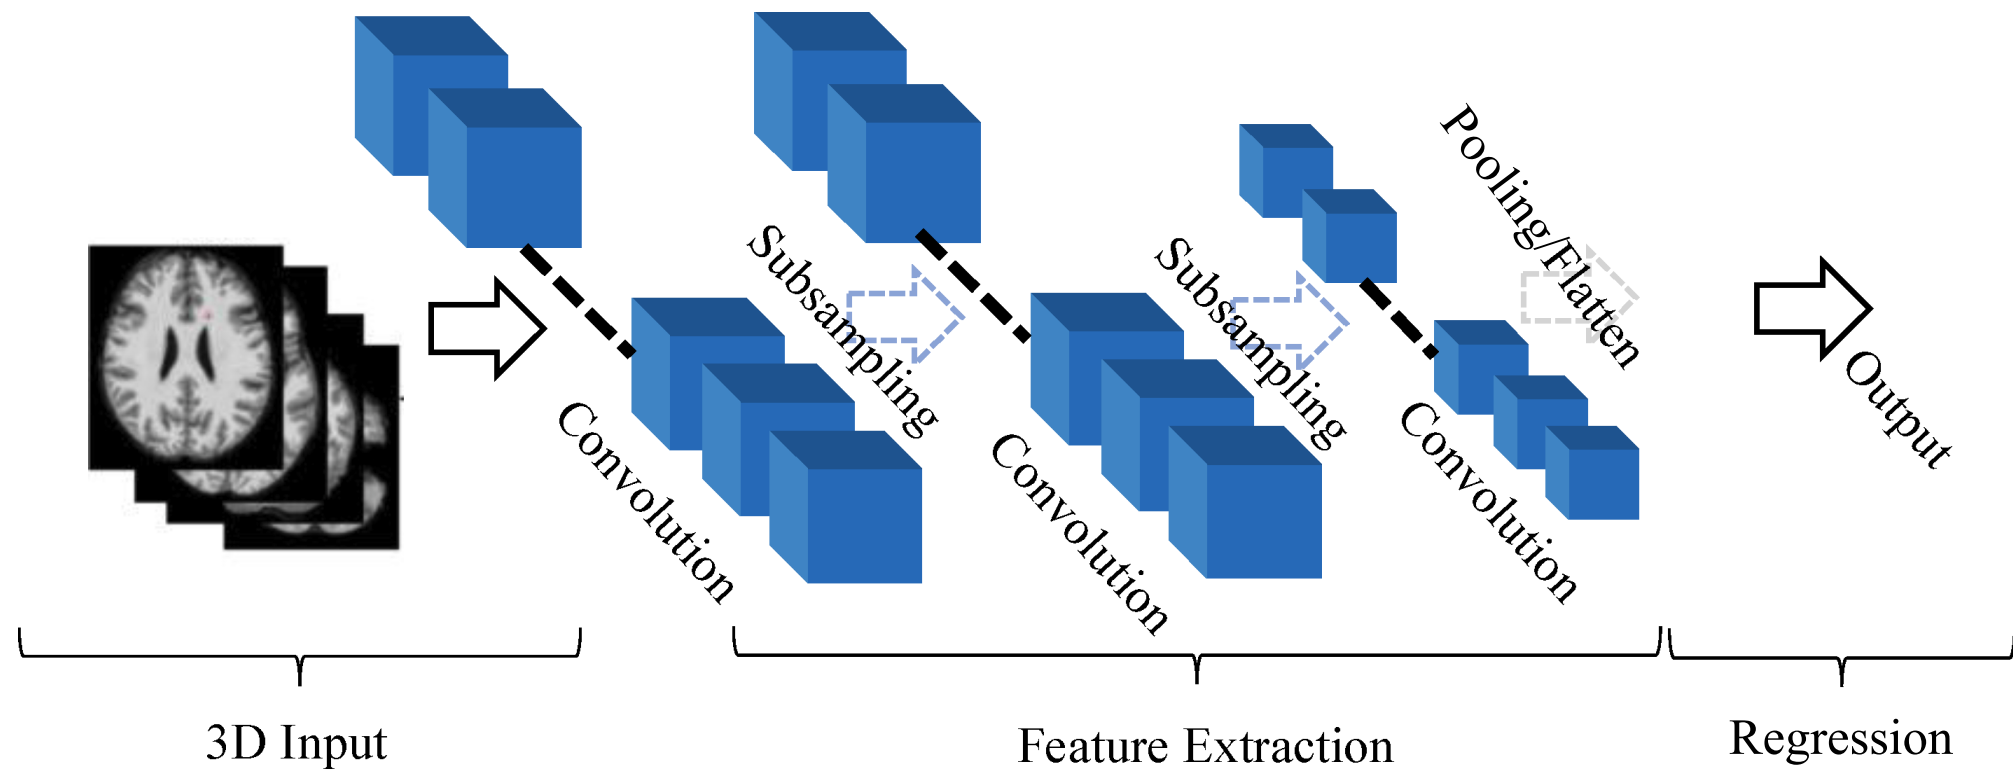 Subsampling
Convolution
Subsampling
Convolution
Pooling/Flatten
Convolution
Output
3D Input
Feature Extraction
Regression